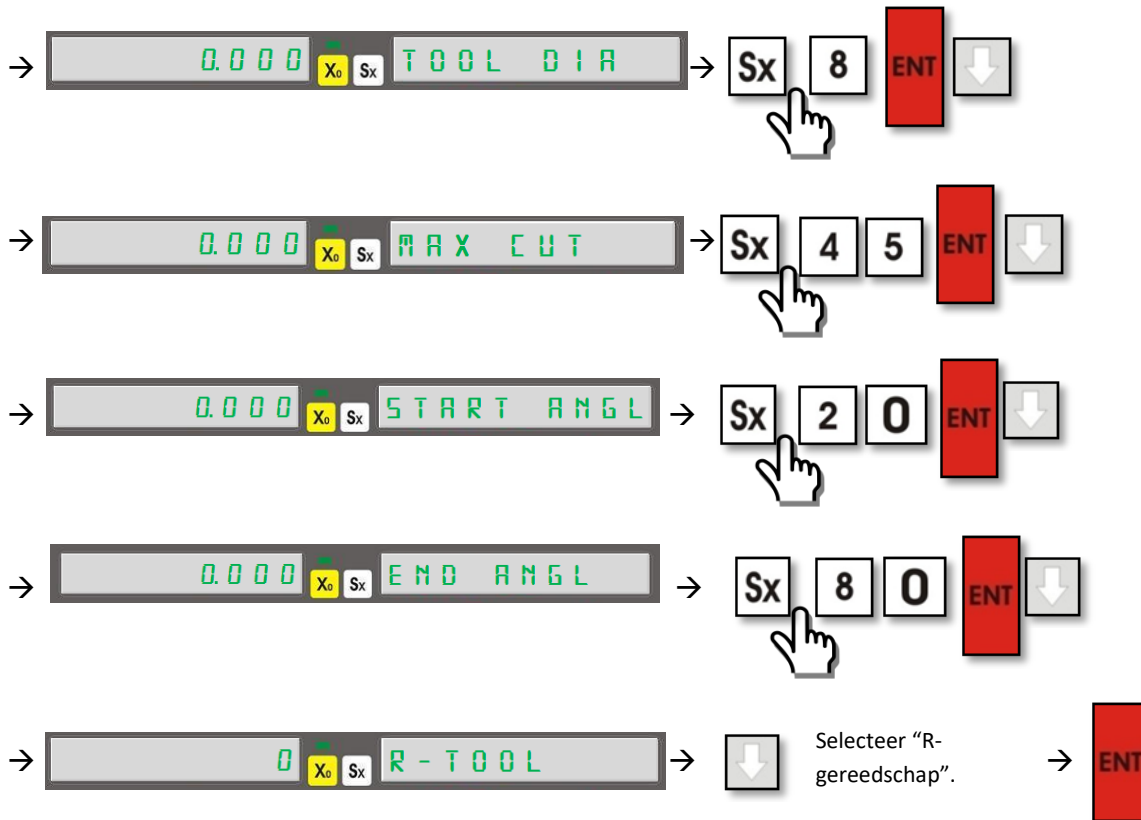 → 0.000 X₀ Sx TOOL DIA → Sx 8 ENT
→ 0.000 X₀ Sx MAX CUT → Sx 4 5 ENT
→ 0.000 X₀ Sx START ANGL → Sx 2 0 ENT
→ 0.000 X₀ Sx END ANGL → Sx 8 0 ENT
→ 0 X₀ Sx R-TOOL → Selecteer “R-
gereedschap”. → ENT